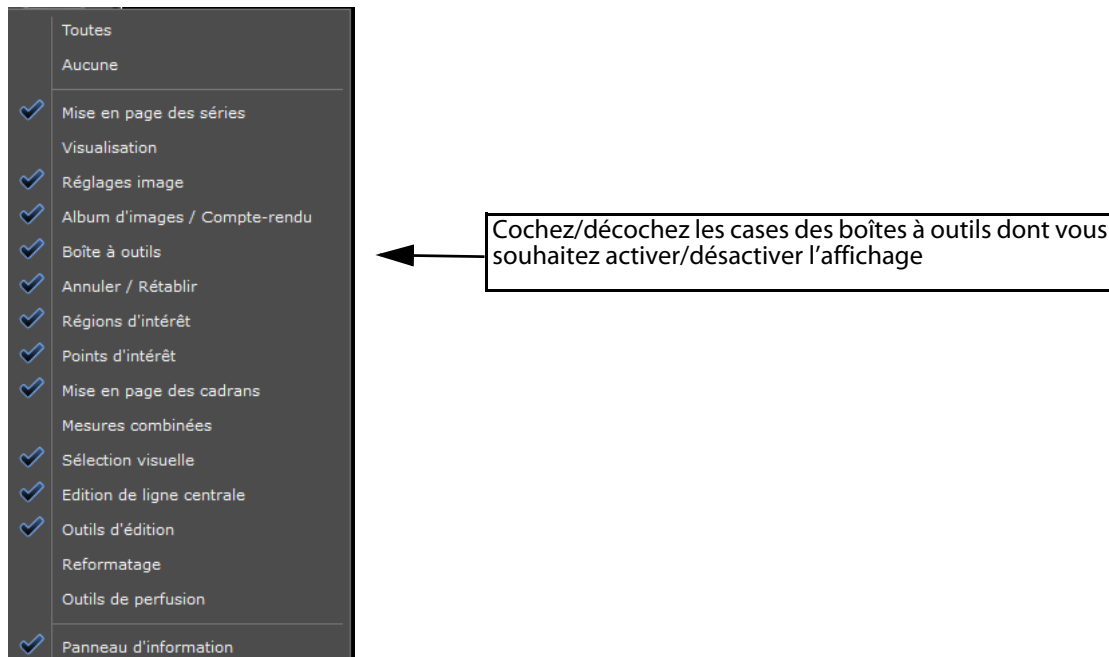 Toutes
Aucune
Mise en page des séries
Visualisation
Réglages image
Album d'images / Compte-rendu
Boîte à outils
Annuler / Rétablir
Régions d'intérêt
Points d'intérêt
Mise en page des cadrans
Mesures combinées
Sélection visuelle
Edition de ligne centrale
Outils d'édition
Reformatage
Outils de perfusion
Panneau d'information
Cochez/décochez les cases des boîtes à outils dont vous
souhaitez activer/désactiver l’affichage